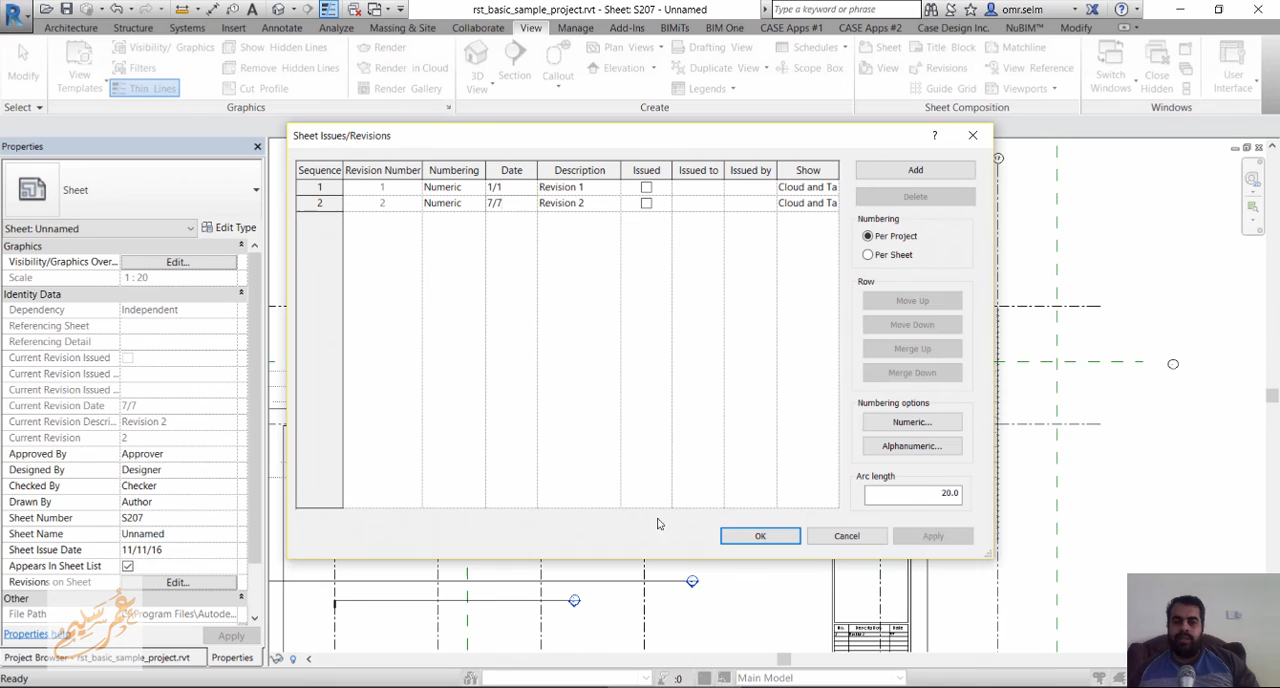 rst_basic_sample_project.rvt - Sheet: S207 - Unnamed
Type a keyword or phrase
omr.selm
Architecture Structure Systems Insert Annotate Analyze Massing & Site Collaborate View Manage Add-Ins BIMiTs BIM One CASE Apps #1 CASE Apps #2 Case Design Inc. NuBIM™ Modify
Modify
View Templates
Visibility/ Graphics
Filters
Thin Lines
Show Hidden Lines
Remove Hidden Lines
Cut Profile
Render
Render in Cloud
Render Gallery
3D View
Section
Callout
Plan Views
Elevation
Drafting View
Duplicate View
Legends
Schedules
Scope Box
Sheet
View
Title Block
Revisions
Guide Grid
Matchline
View Reference
Viewports
Switch Windows
Close Hidden
User Interface
Select Graphics Create Sheet Composition Windows
Properties
Sheet
Sheet: Unnamed
Edit Type
Graphics
Visibility/Graphics Over... Edit...
Scale 1 : 20
Identity Data
Dependency Independent
Referencing Sheet
Referencing Detail
Current Revision Issued
Current Revision Issued ...
Current Revision Issued ...
Current Revision Date 7/7
Current Revision Descri... Revision 2
Current Revision 2
Approved By Approver
Designed By Designer
Checked By Checker
Drawn By Author
Sheet Number S207
Sheet Name Unnamed
Sheet Issue Date 11/11/16
Appears In Sheet List
Revisions on Sheet Edit...
Other
File Path C:\Program Files\Autode...
Properties help
Apply
عمر سليم
Project Browser - rst_basic_sample_project.rvt
Properties
Sheet Issues/Revisions
? ×
Sequence Revision Number Numbering Date Description Issued Issued to Issued by Show
1 1 Numeric 1/1 Revision 1 Cloud and Ta
2 2 Numeric 7/7 Revision 2 Cloud and Ta
Add
Delete
Numbering
Per Project
Per Sheet
Row
Move Up
Move Down
Merge Up
Merge Down
Numbering options
Numeric...
Alphanumeric...
Arc length
20.0
OK Cancel Apply
No. Description Date
Ready
:0
Main Model